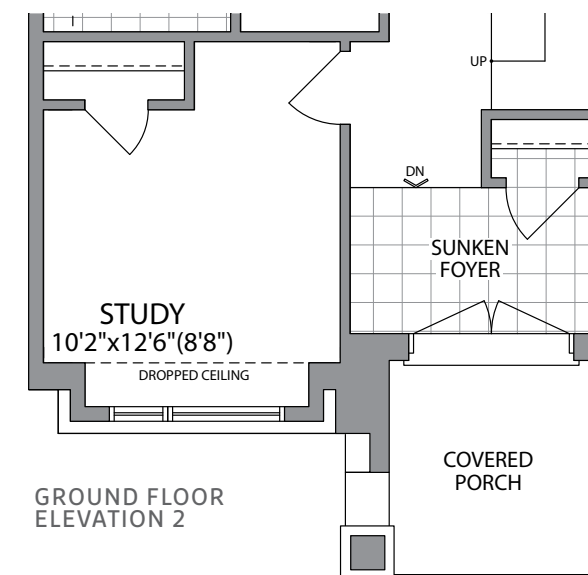 UP
DN
SUNKEN
FOYER
STUDY
10'2"x12'6"(8'8")
DROPPED CEILING
COVERED
PORCH
GROUND FLOOR
ELEVATION 2